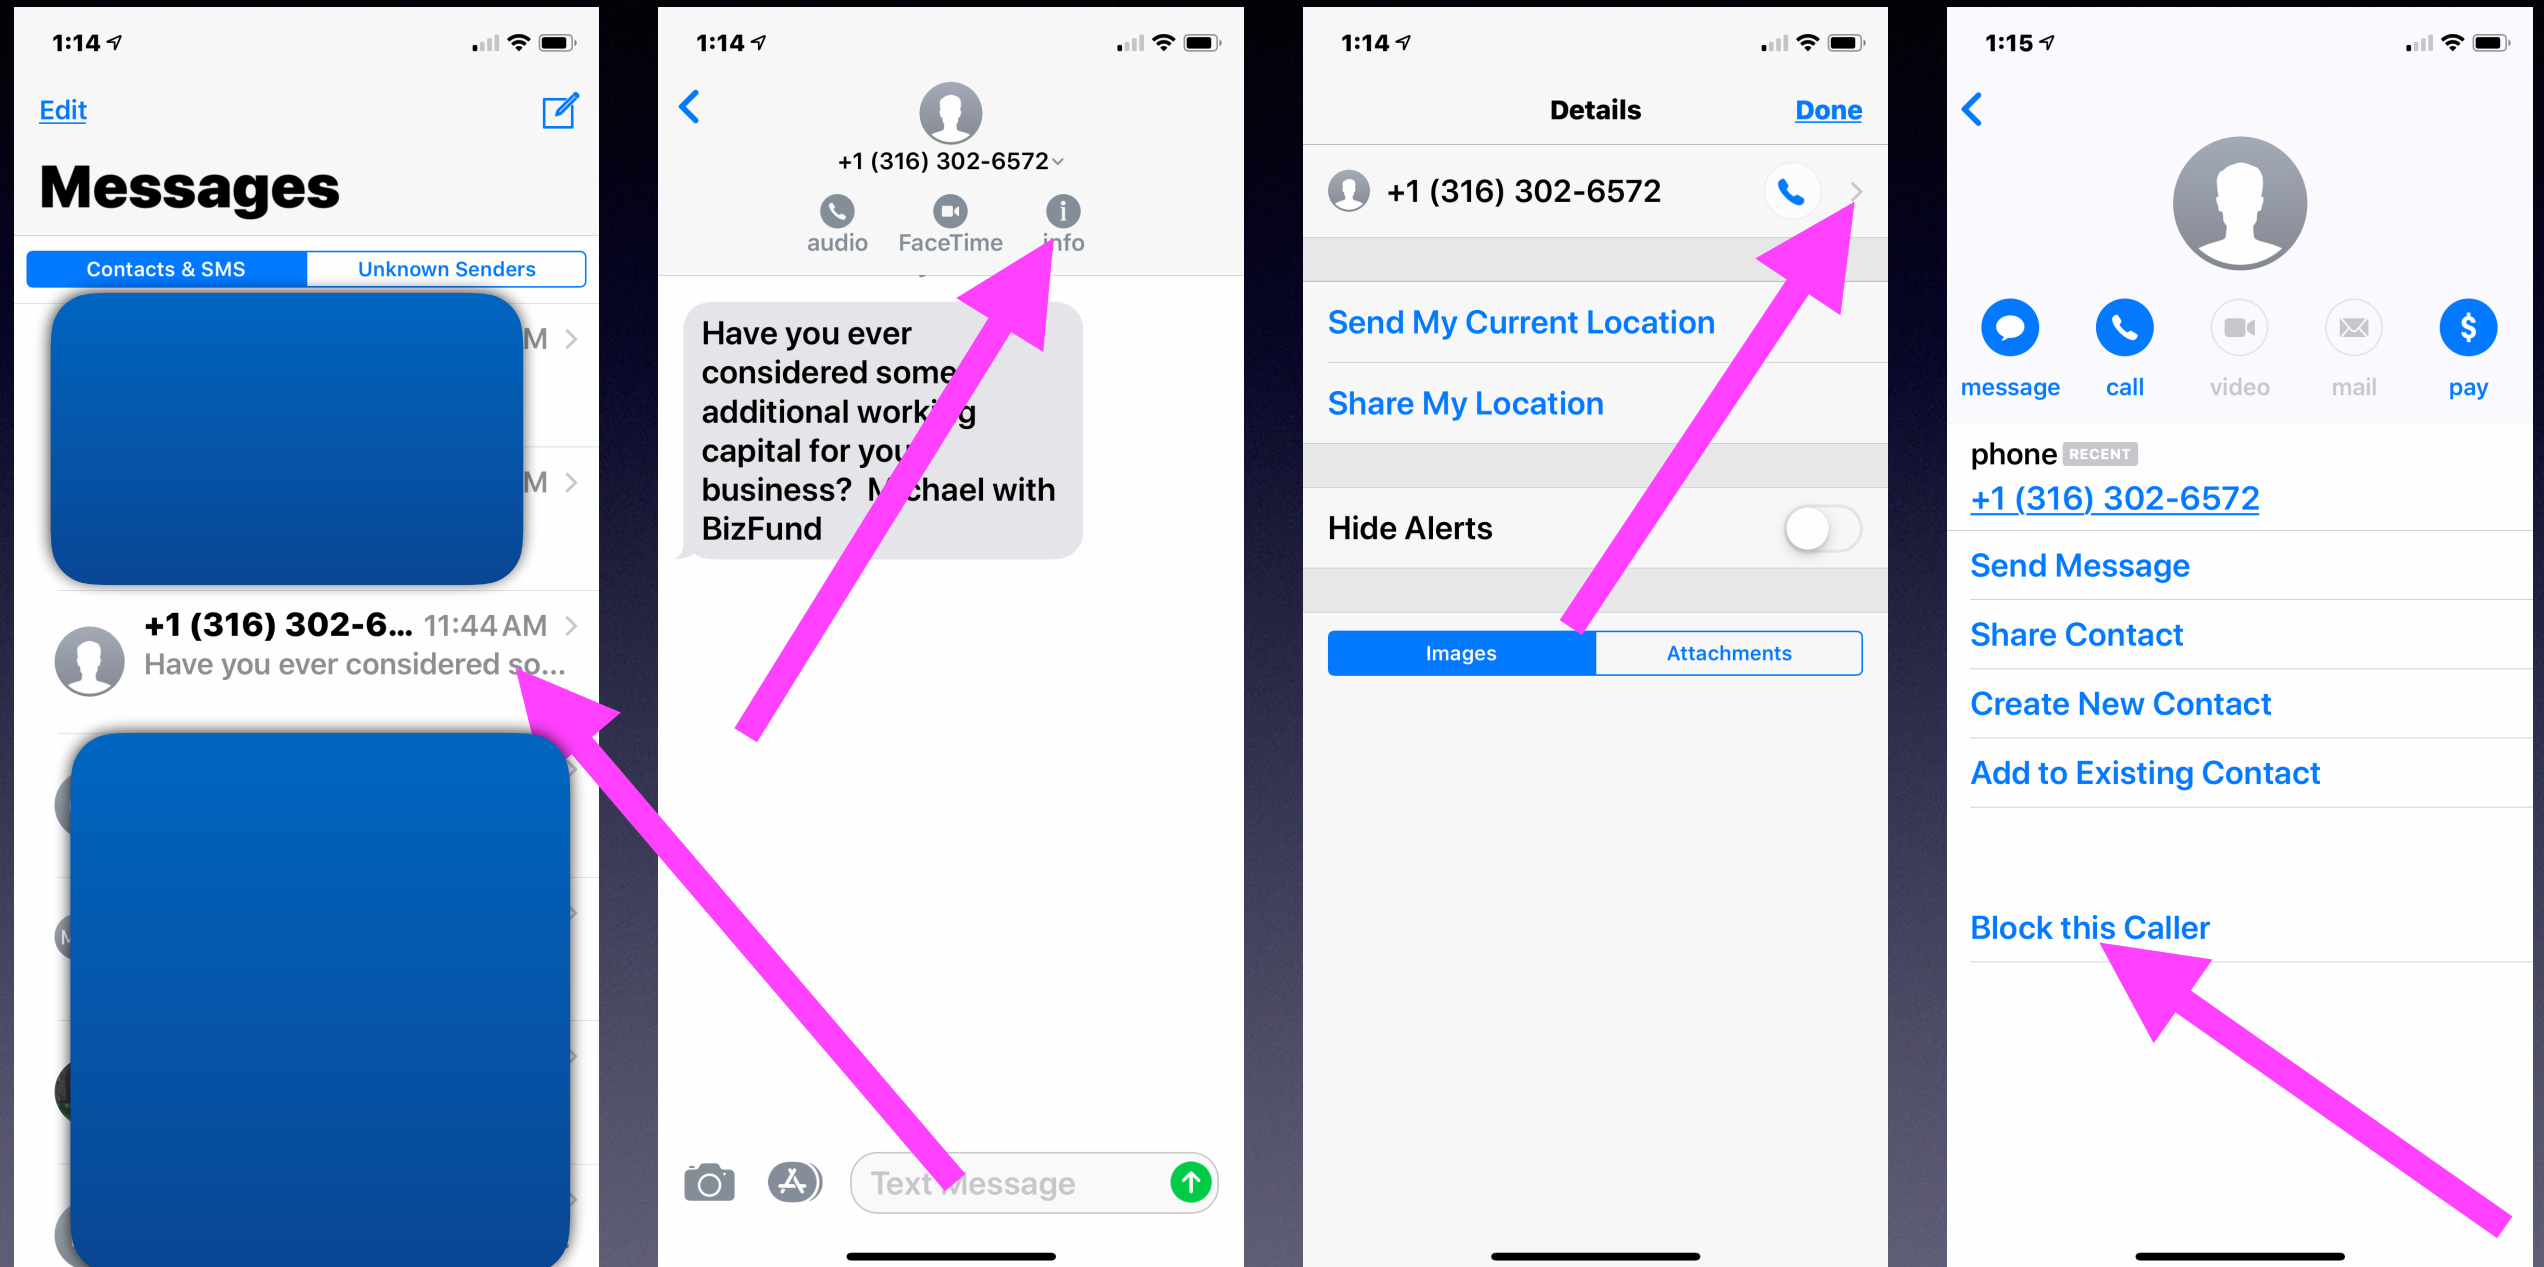 1:14
Edit
Messages
Contacts & SMS
Unknown Senders
M
M
+1 (316) 302-6... 11:44 AM
Have you ever considered so...
1:14
+1 (316) 302-6572
audio
FaceTime
info
Have you ever
considered some
additional working
capital for your
business? Michael with
BizFund
Text Message
1:14
Details
Done
+1 (316) 302-6572
Send My Current Location
Share My Location
Hide Alerts
Images
Attachments
1:15
message
call
video
mail
pay
phone RECENT
+1 (316) 302-6572
Send Message
Share Contact
Create New Contact
Add to Existing Contact
Block this Caller